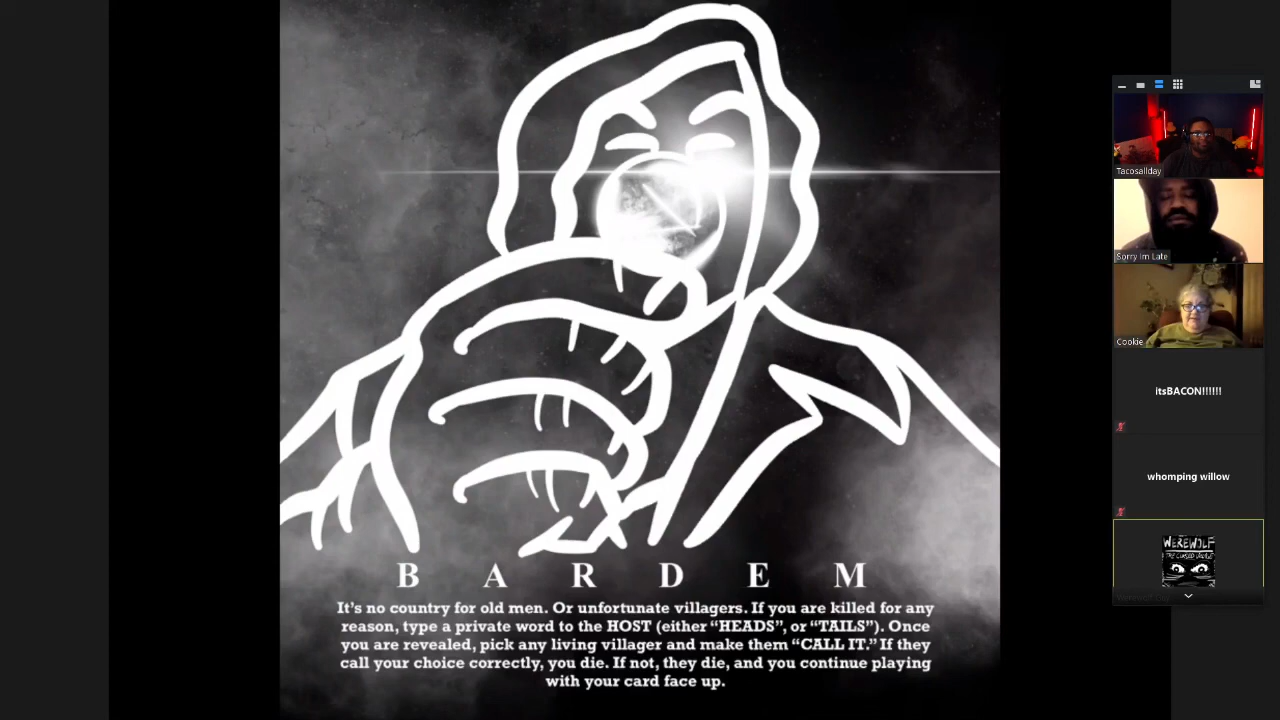 B A R D E M
It's no country for old men. Or unfortunate villagers. If you are killed for any
reason, type a private word to the HOST (either “HEADS”, or “TAILS”). Once
you are revealed, pick any living villager and make them “CALL IT.” If they
call your choice correctly, you die. If not, they die, and you continue playing
with your card face up.
Tacosallday
Sorry Im Late
Cookie
itsBACON!!!!!!
whomping willow
WEREWOLF